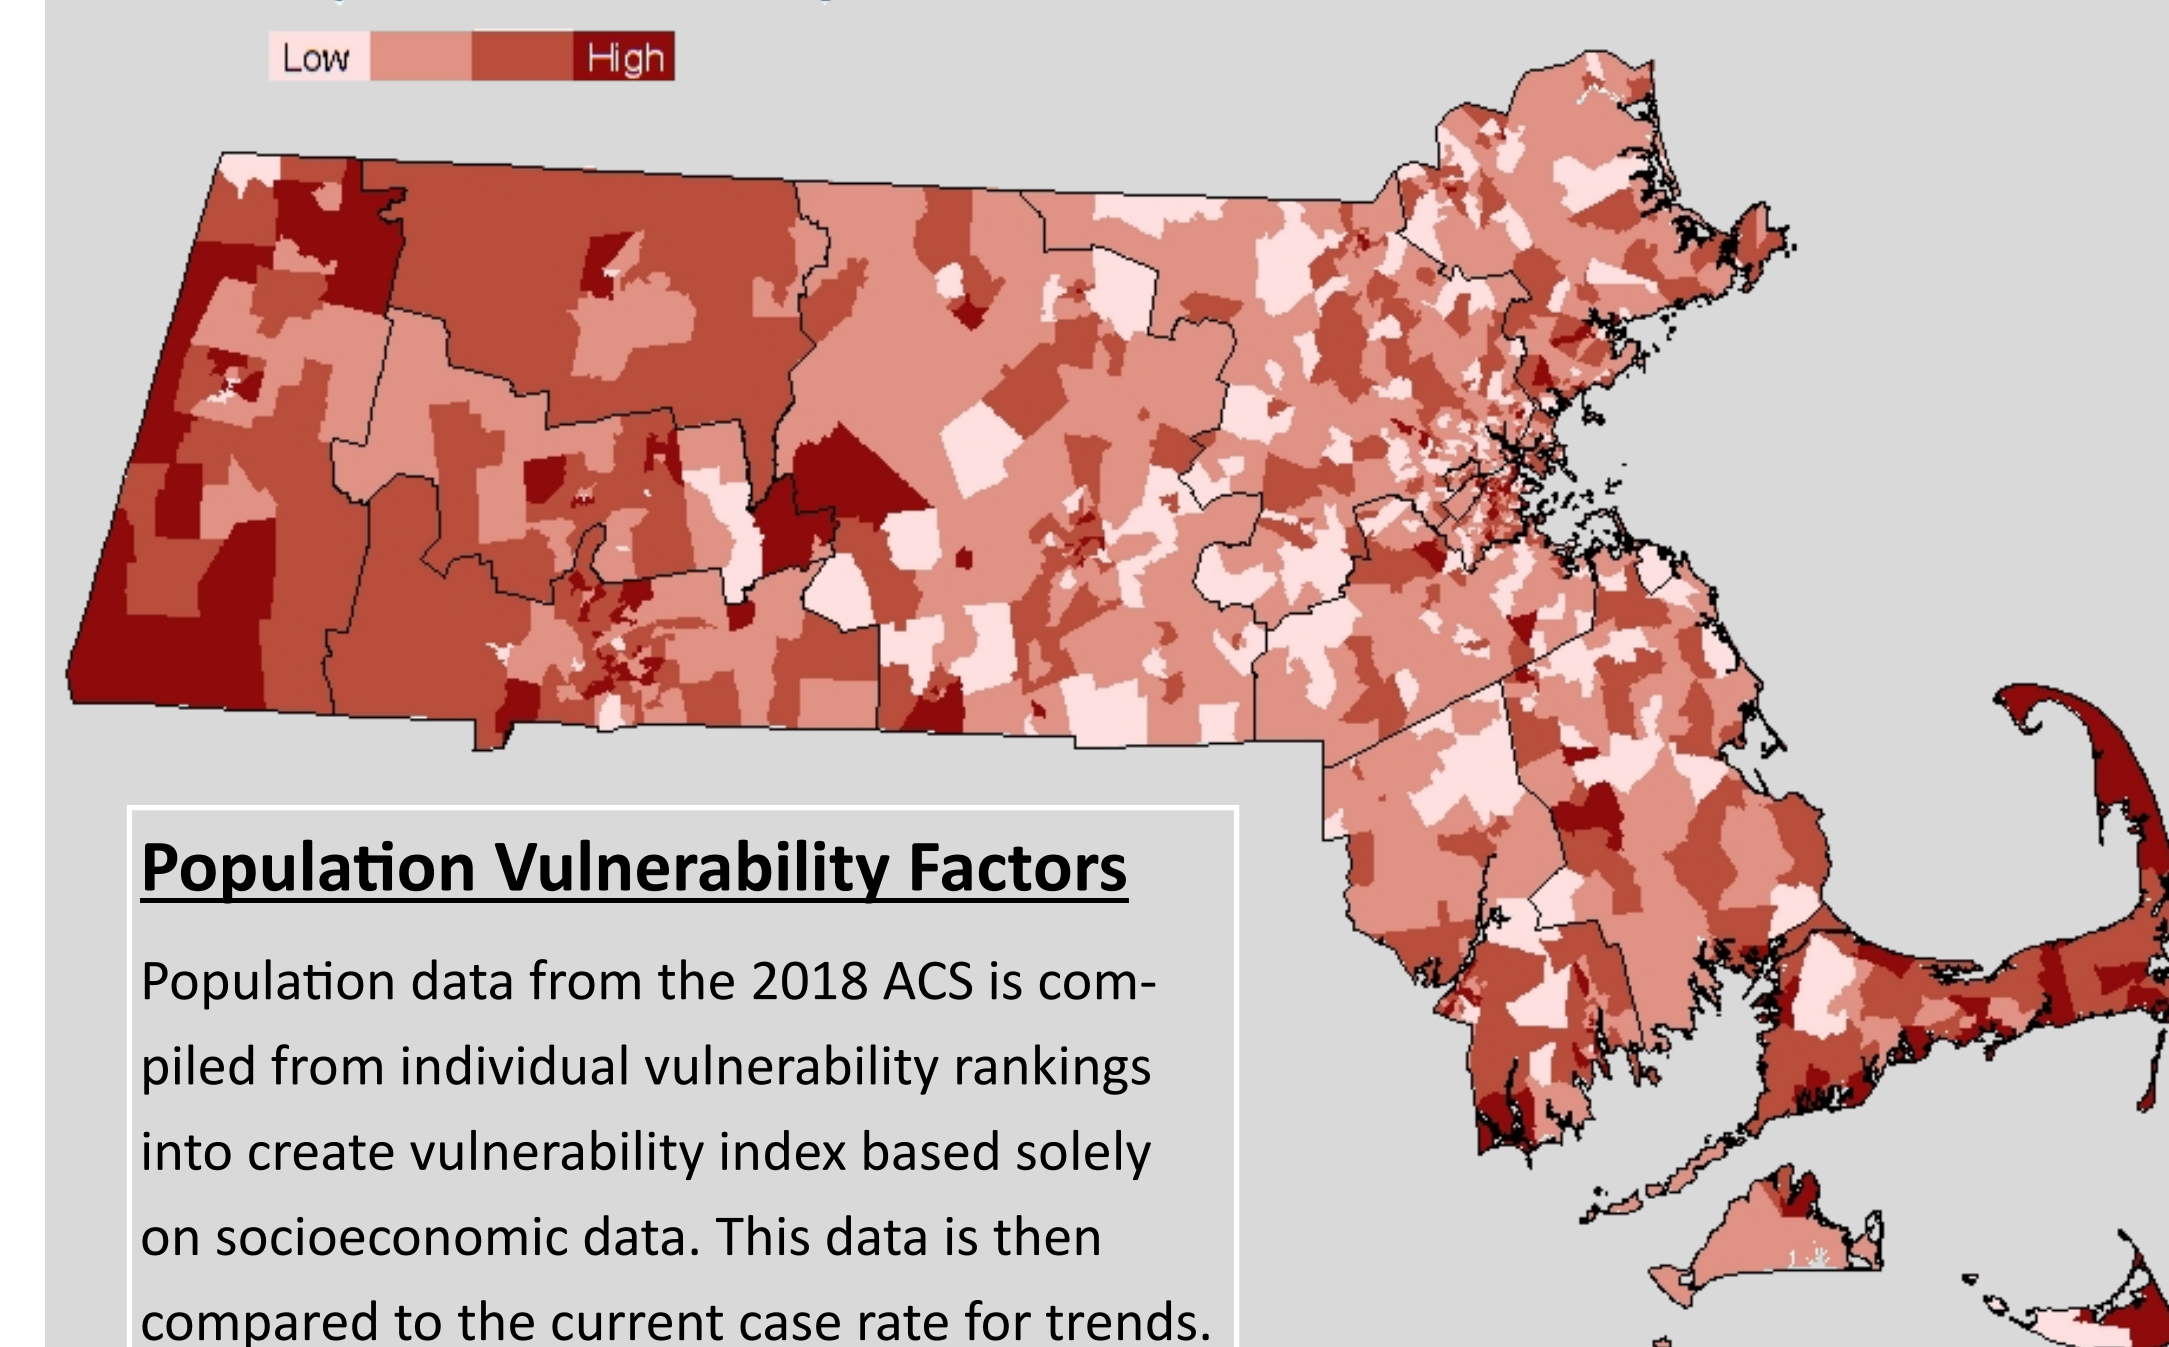 Low High
Population Vulnerability Factors
Population data from the 2018 ACS is com-
piled from individual vulnerability rankings
into create vulnerability index based solely
on socioeconomic data. This data is then
compared to the current case rate for trends.